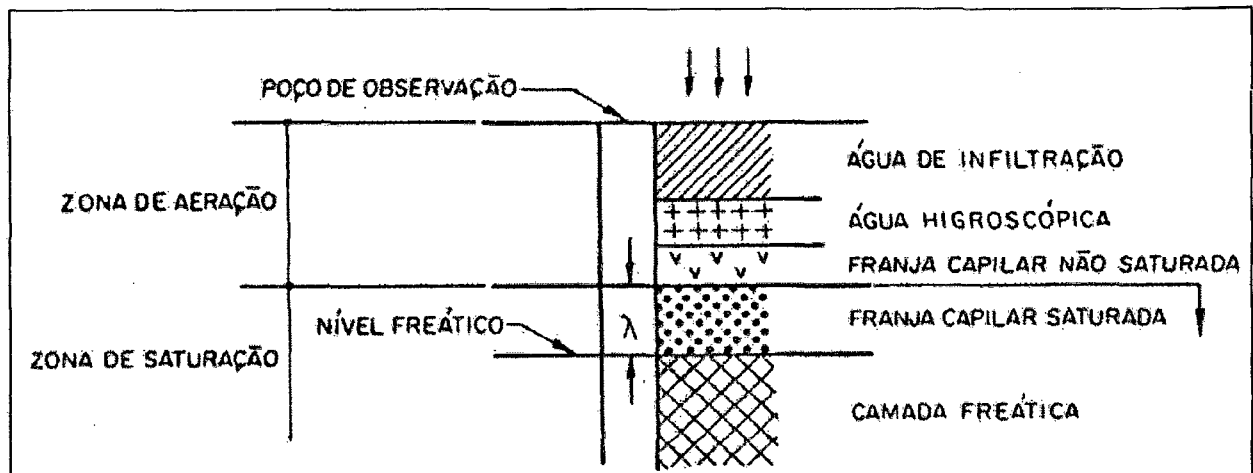 POÇO DE OBSERVAÇÃO
ÁGUA DE INFILTRAÇÃO
ZONA DE AERAÇÃO
ÁGUA HIGROSCÓPICA
FRANJA CAPILAR NÃO SATURADA
NÍVEL FREÁTICO
λ
FRANJA CAPILAR SATURADA
ZONA DE SATURAÇÃO
CAMADA FREÁTICA